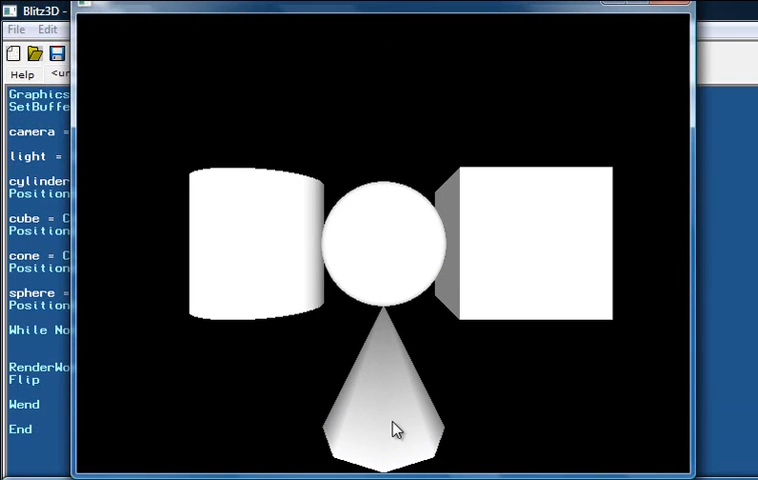 Blitz3D -
File Edit
Help <un
Graphics
SetBuffe
camera =
light =
cylinder
Position
cube = C
Position
cone = C
Position
sphere =
Position
While No
RenderWo
Flip
Wend
End